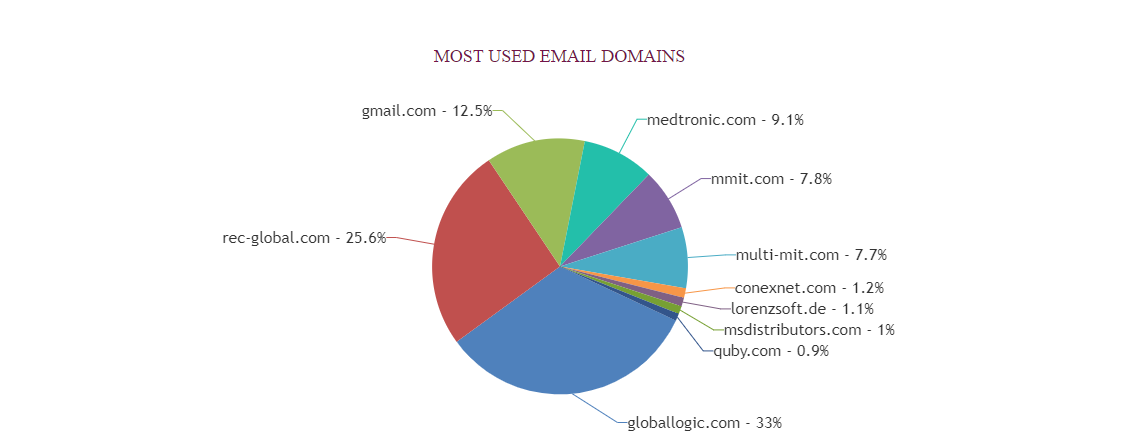 MOST USED EMAIL DOMAINS
gmail.com - 12.5%
medtronic.com - 9.1%
mmit.com - 7.8%
rec-global.com - 25.6%
multi-mit.com - 7.7%
conexnet.com - 1.2%
lorenzsoft.de - 1.1%
msdistributors.com - 1%
quby.com - 0.9%
globallogic.com - 33%